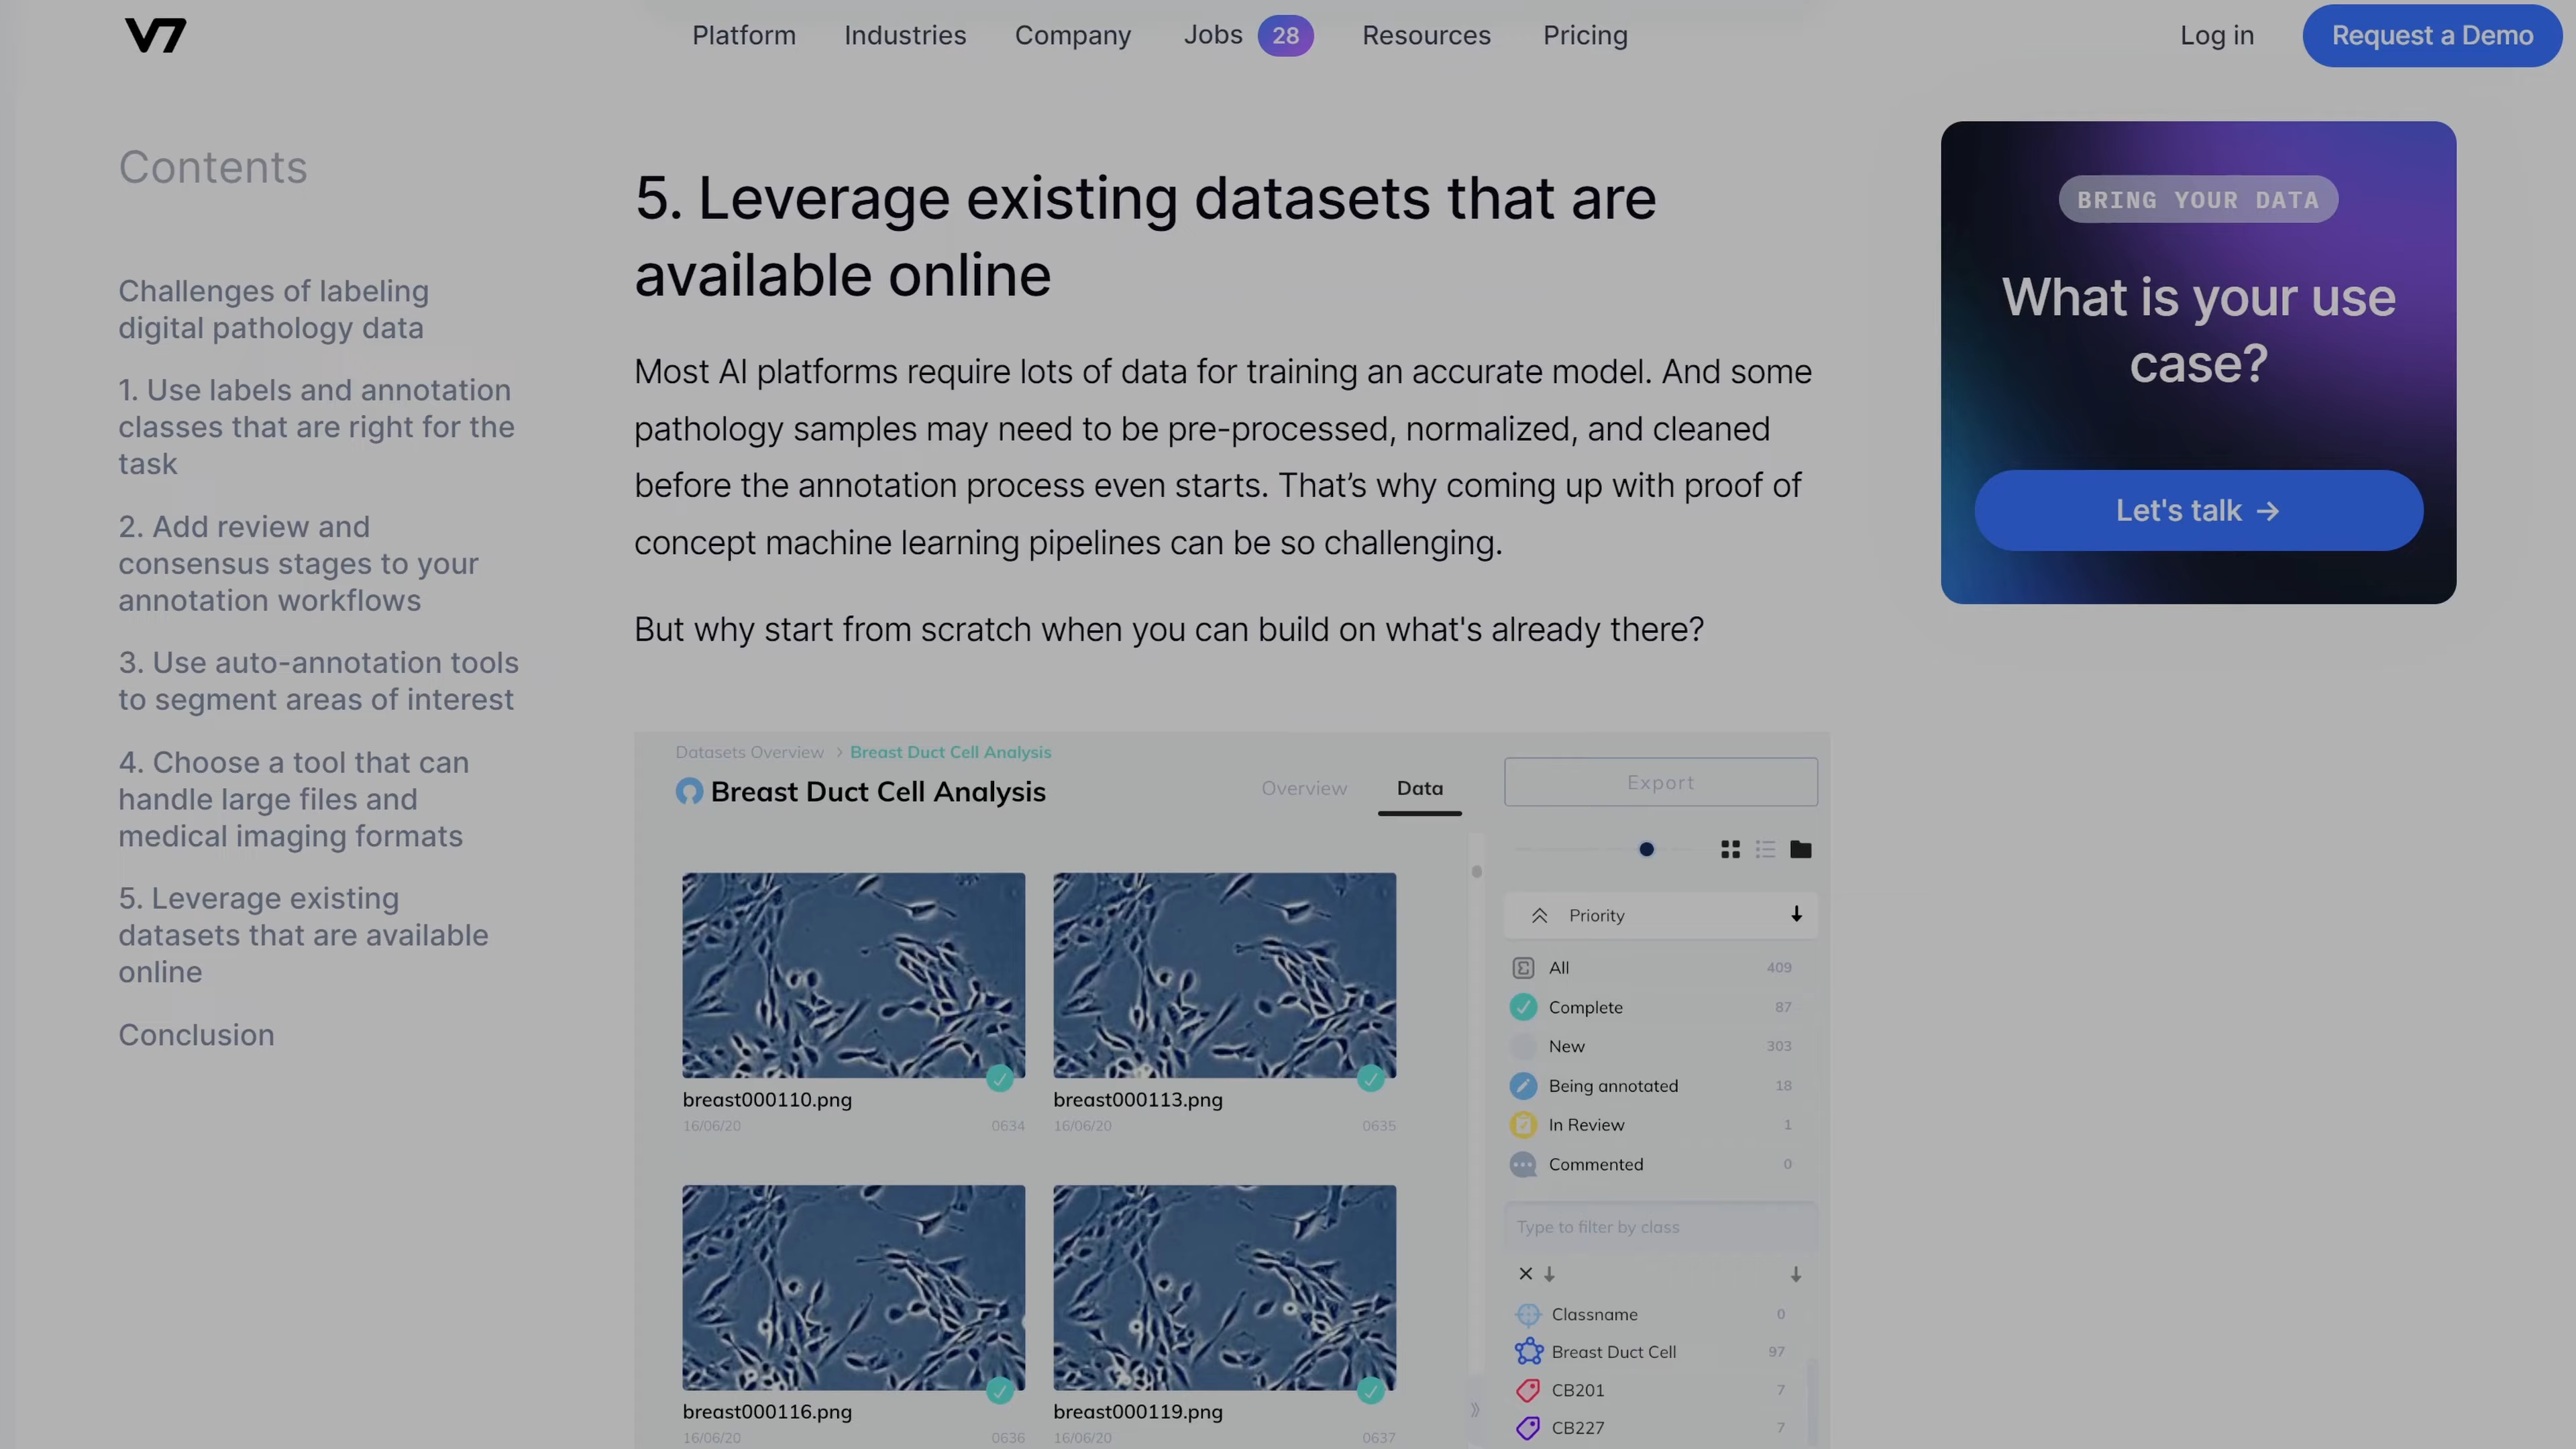 V7
Platform
Industries
Company
Jobs 28
Resources
Pricing
Log in
Request a Demo
Contents
Challenges of labeling
digital pathology data
1. Use labels and annotation
classes that are right for the
task
2. Add review and
consensus stages to your
annotation workflows
3. Use auto-annotation tools
to segment areas of interest
4. Choose a tool that can
handle large files and
medical imaging formats
5. Leverage existing
datasets that are available
online
Conclusion
5. Leverage existing datasets that are
available online
Most AI platforms require lots of data for training an accurate model. And some
pathology samples may need to be pre-processed, normalized, and cleaned
before the annotation process even starts. That’s why coming up with proof of
concept machine learning pipelines can be so challenging.
But why start from scratch when you can build on what's already there?
Datasets Overview > Breast Duct Cell Analysis
Breast Duct Cell Analysis
Overview
Data
breast000110.png
16/06/20 0634
breast000113.png
16/06/20 0635
breast000116.png
16/06/20 0636
breast000119.png
16/06/20 0637
Export
Priority
All 409
Complete 87
New 303
Being annotated 18
In Review 1
Commented 0
Type to filter by class
Classname 0
Breast Duct Cell 97
CB201 7
CB227 7
BRING YOUR DATA
What is your use
case?
Let's talk →